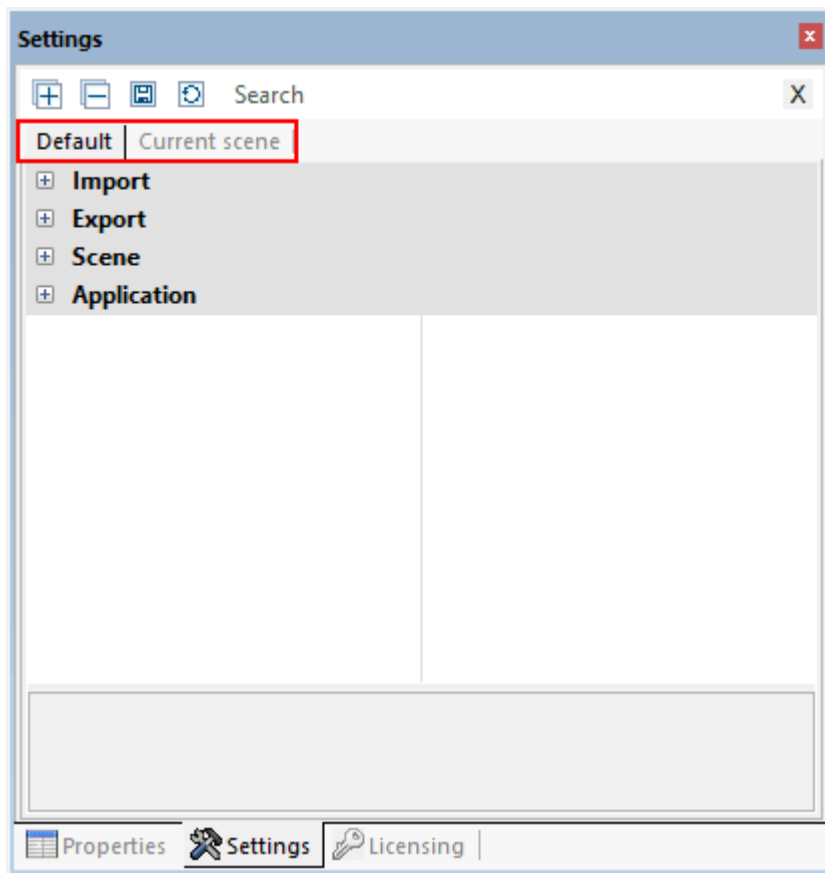 Settings
Search X
Default Current scene
Import
Export
Scene
Application
Properties Settings Licensing